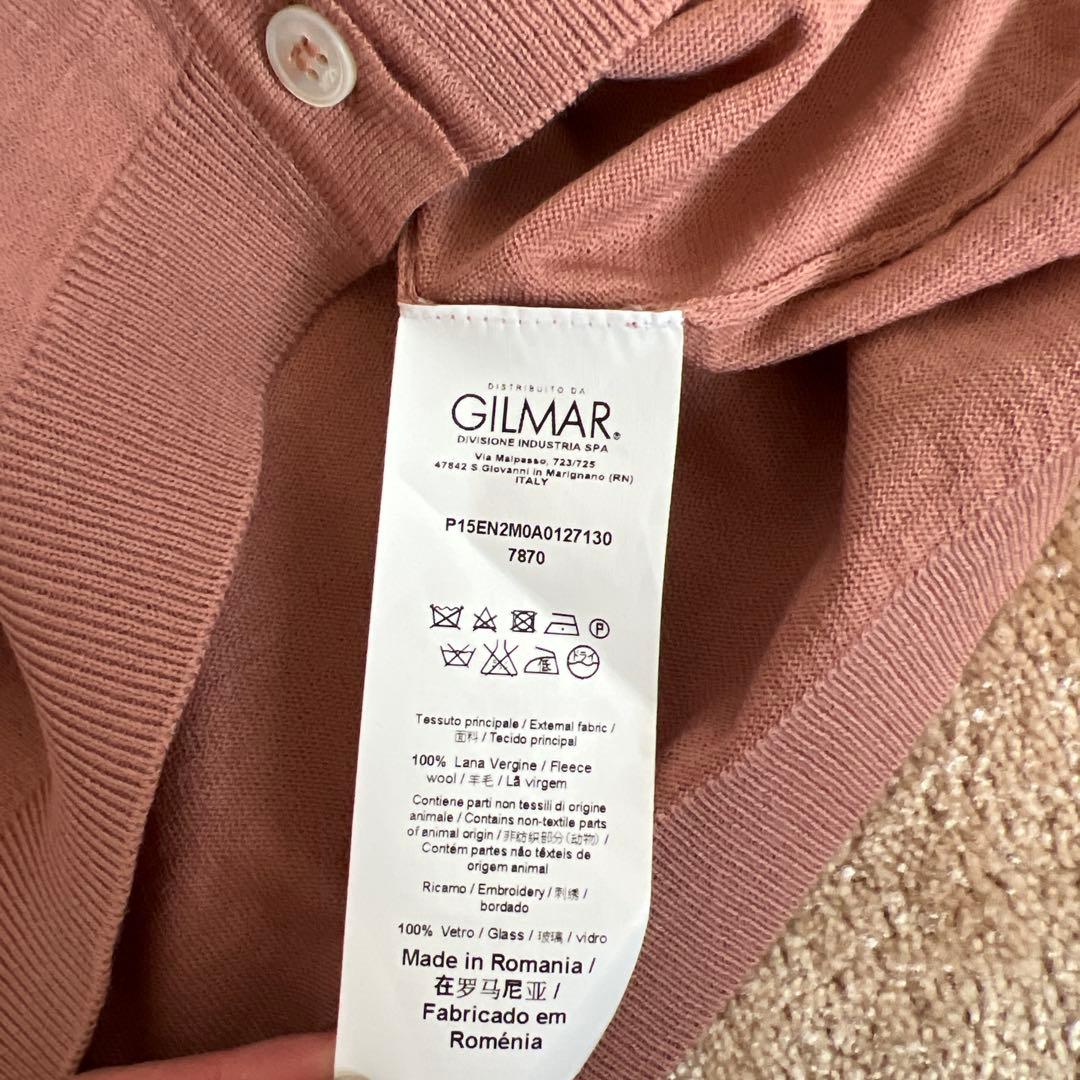 DISTRIBUITO DA
GILMAR®
DIVISIONE INDUSTRIA SPA
Via Malpasso, 723/725
47842 S Giovanni in Marignano (RN)
ITALY
P15EN2M0A0127130
7870
P
低 ドライ
Tessuto principale / External fabric /
面料 / Tecido principal
100% Lana Vergine / Fleece
wool / 羊毛 / Lã virgem
Contiene parti non tessili di origine
animale / Contains non-textile parts
of animal origin / 非纺织部分(动物) /
Contém partes não têxteis de
origem animal
Ricamo / Embroidery / 刺绣 /
bordado
100% Vetro / Glass / 玻璃 / vidro
Made in Romania /
在罗马尼亚 /
Fabricado em
Roménia